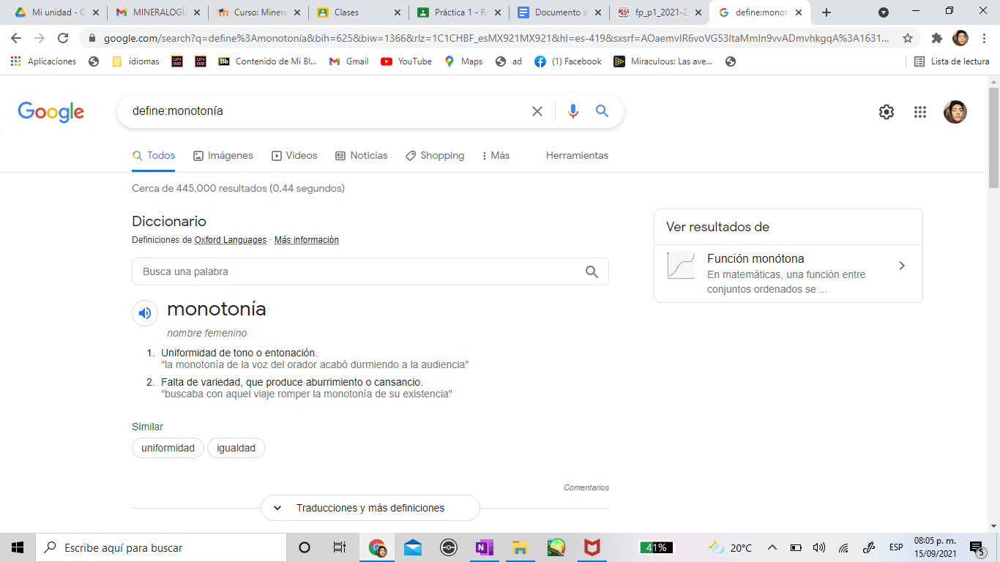 Mi unidad - G
MINERALOGÍA
Curso: Minera
Clases
Práctica 1 - Re
Documento si
fp_p1_2021-2
define:monot
google.com/search?q=define%3Amonotonía&bih=625&biw=1366&rlz=1C1CHBF_esMX921MX921&hl=es-419&sxsrf=AOaemvIR6voVG53ItaMmIn9vvADmvhkgqA%3A1631...
Aplicaciones
idiomas
Bb Contenido de Mi Bl...
Gmail
YouTube
Maps
ad
(1) Facebook
Miraculous: Las ave...
Lista de lectura
Google
define:monotonía
Todos
Imágenes
Videos
Noticias
Shopping
Más
Herramientas
Cerca de 445,000 resultados (0.44 segundos)
Diccionario
Definiciones de Oxford Languages · Más información
Busca una palabra
monotonía
nombre femenino
1. Uniformidad de tono o entonación.
"la monotonía de la voz del orador acabó durmiendo a la audiencia"
2. Falta de variedad, que produce aburrimiento o cansancio.
"buscaba con aquel viaje romper la monotonía de su existencia"
Similar
uniformidad
igualdad
Comentarios
Traducciones y más definiciones
Ver resultados de
Función monótona
En matemáticas, una función entre
conjuntos ordenados se ...
Escribe aquí para buscar
41%
20°C
ESP
08:05 p. m.
15/09/2021
5